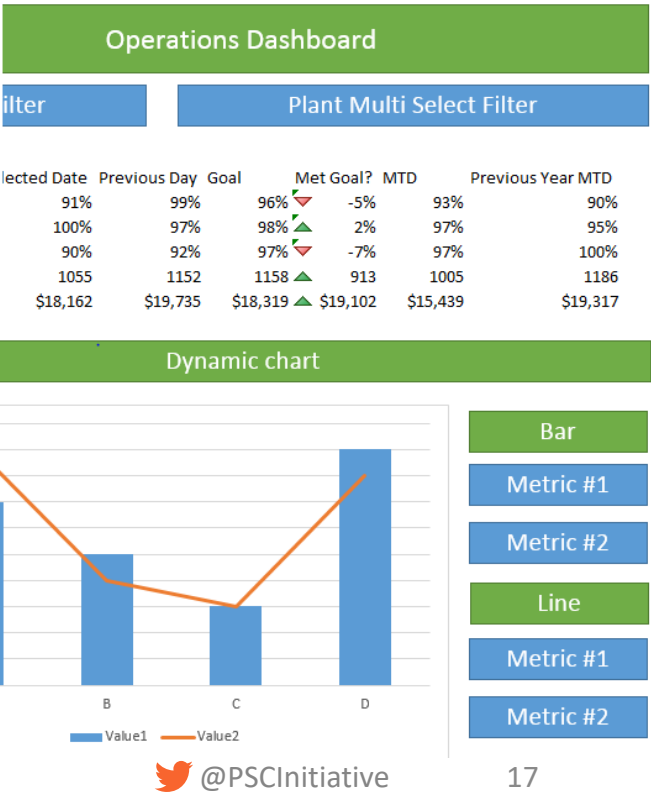 Operations Dashboard
ilter
Plant Multi Select Filter
lected Date Previous Day Goal Met Goal? MTD Previous Year MTD
91% 99% 96% -5% 93% 90%
100% 97% 98% 2% 97% 95%
90% 92% 97% -7% 97% 100%
1055 1152 1158 913 1005 1186
$18,162 $19,735 $18,319 $19,102 $15,439 $19,317
Dynamic chart
Bar
Metric #1
Metric #2
Line
Metric #1
Metric #2
B C D
Value1 Value2
@PSCInitiative 17